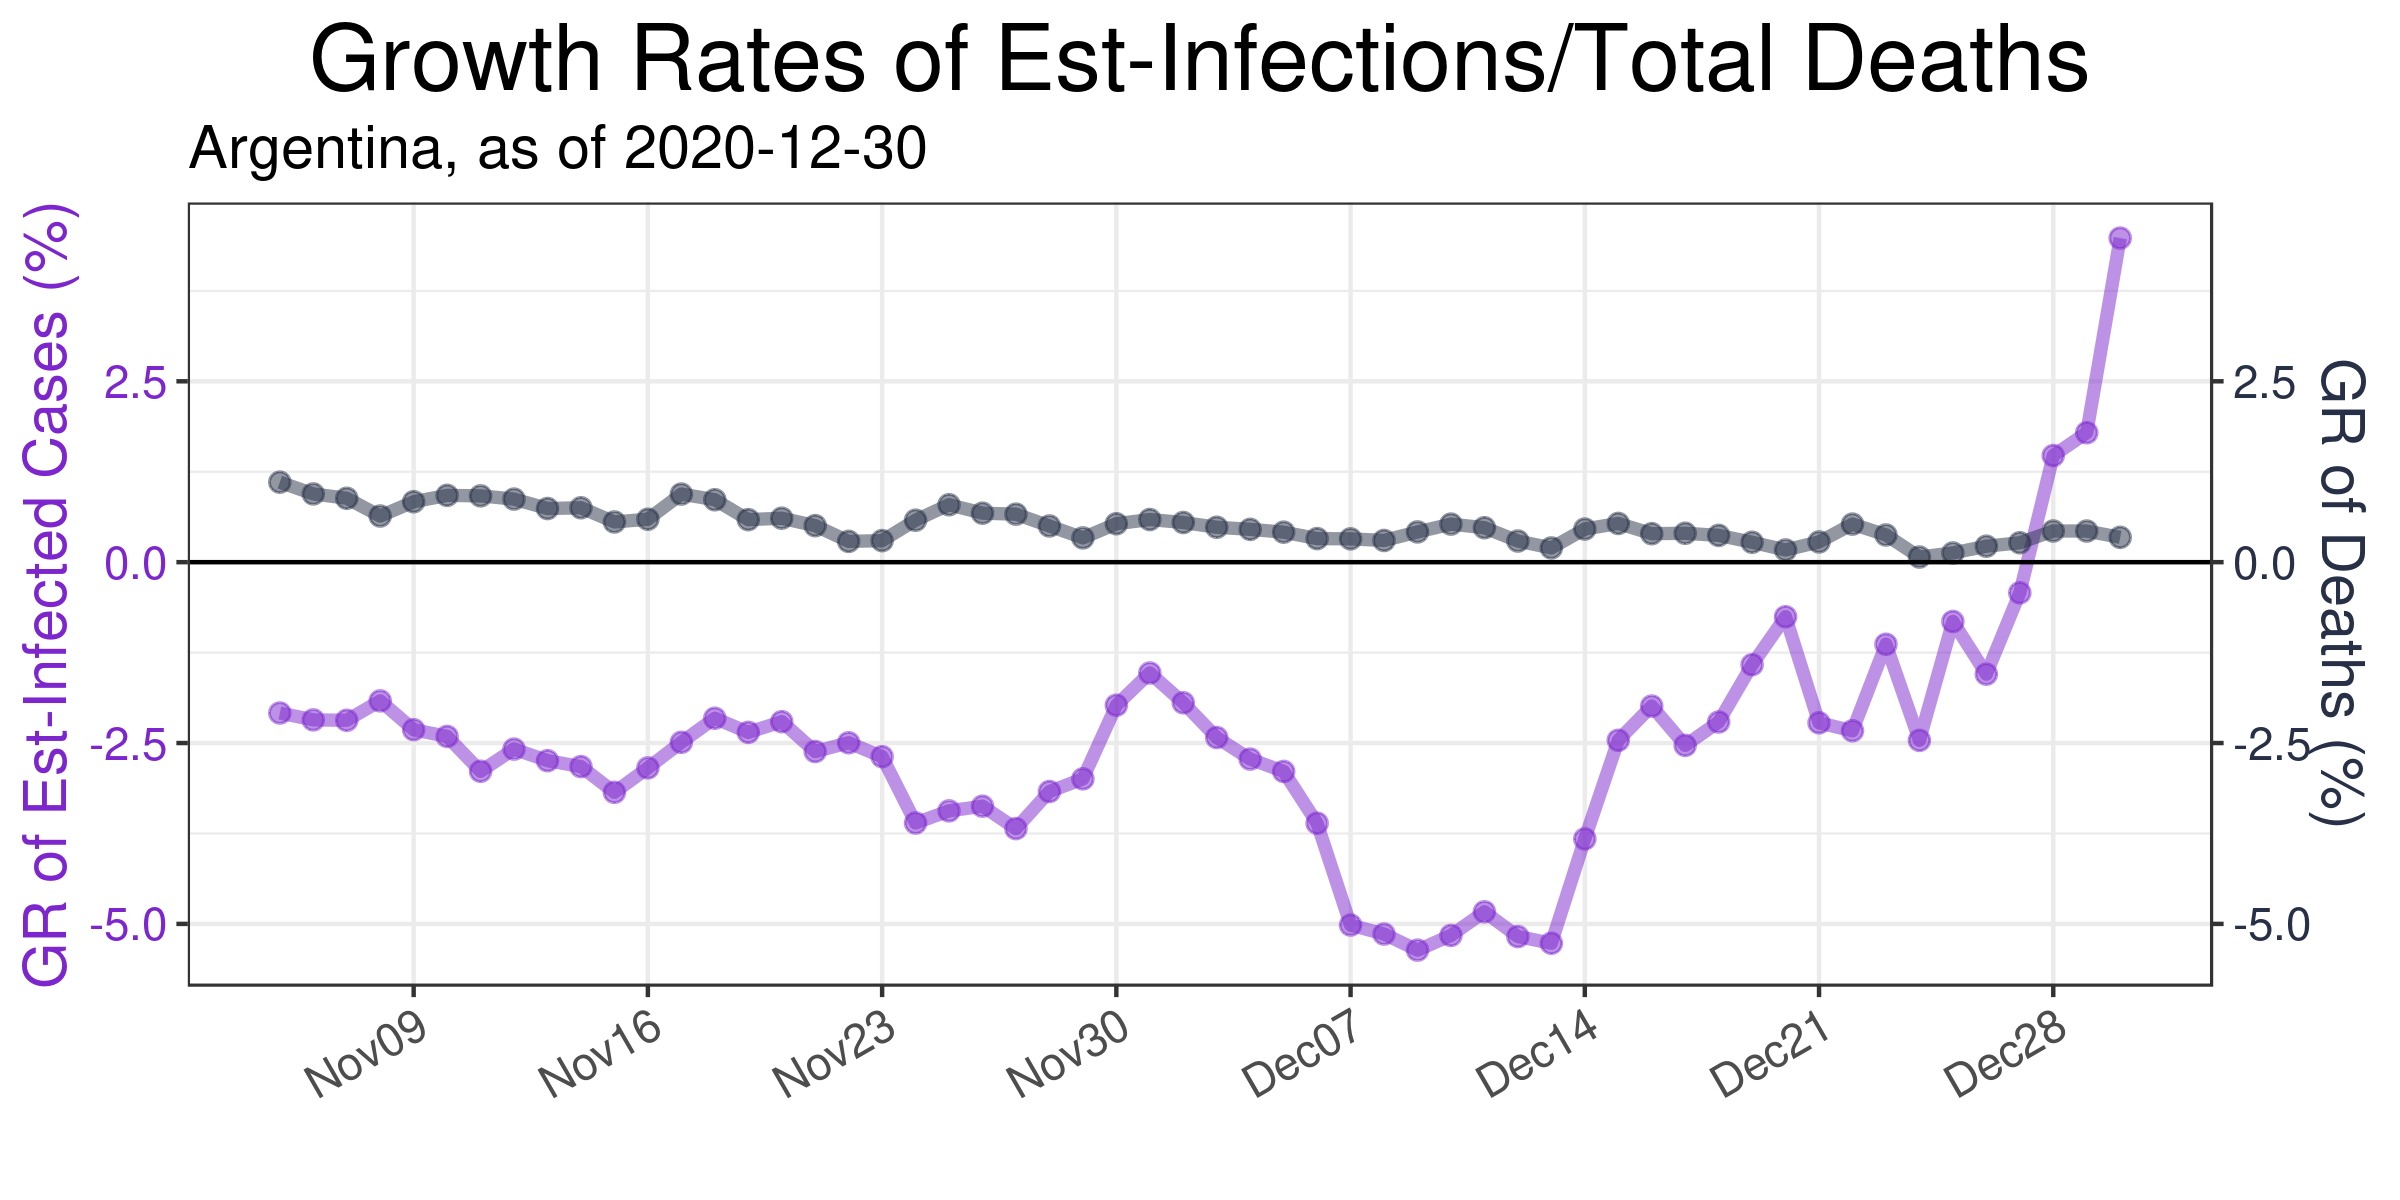 Growth Rates of Est-Infections/Total Deaths
Argentina, as of 2020-12-30
GR of Est-Infected Cases (%)
2.5
0.0
-2.5
-5.0
2.5
0.0
-2.5
-5.0
GR of Deaths (%)
Nov09
Nov16
Nov23
Nov30
Dec07
Dec14
Dec21
Dec28